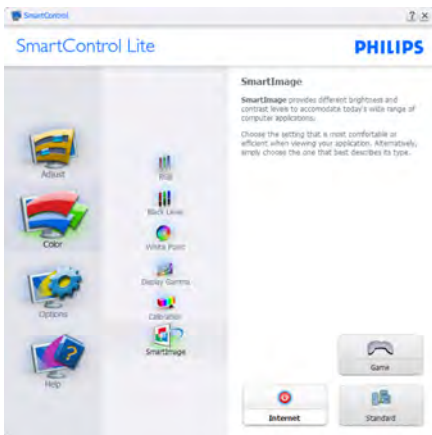 SmartControl
SmartControl Lite
PHILIPS
Adjust
Color
Options
Help
RGB
Black Level
White Point
Display Gamma
Calibration
SmartImage
SmartImage
SmartImage provides different brightness and
contrast levels to accomodate today's wide range of
computer applications.
Choose the setting that is most comfortable or
efficient when viewing your application. Alternatively,
simply choose the one that best describes its type.
Game
Internet
Standard